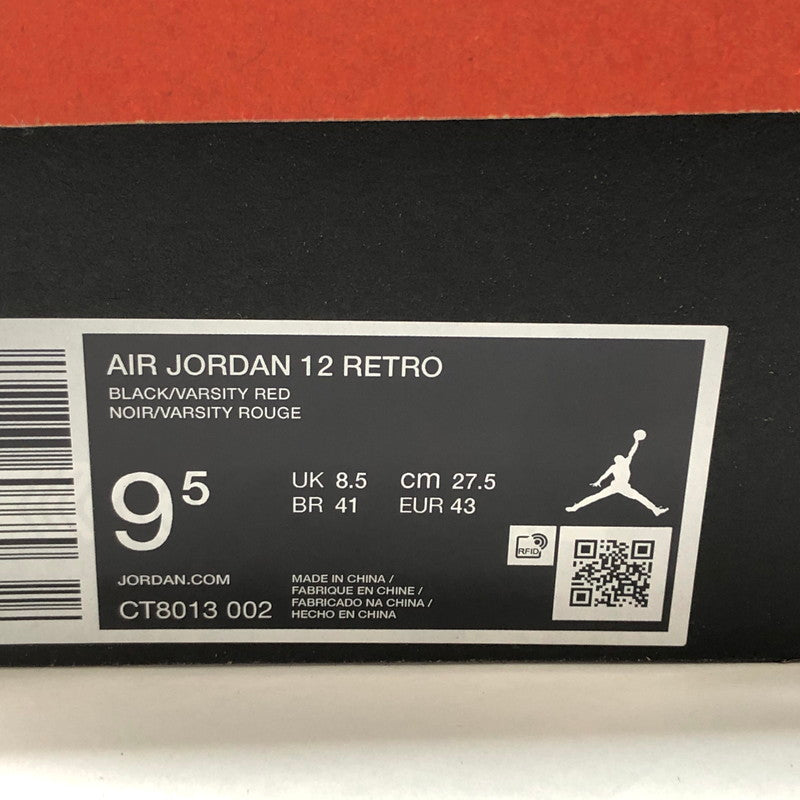 AIR JORDAN 12 RETRO
BLACK/VARSITY RED
NOIR/VARSITY ROUGE
9⁵
UK 8.5 cm 27.5
BR 41 EUR 43
RFID
JORDAN.COM
CT8013 002
MADE IN CHINA /
FABRIQUE EN CHINE /
FABRICADO NA CHINA /
HECHO EN CHINA